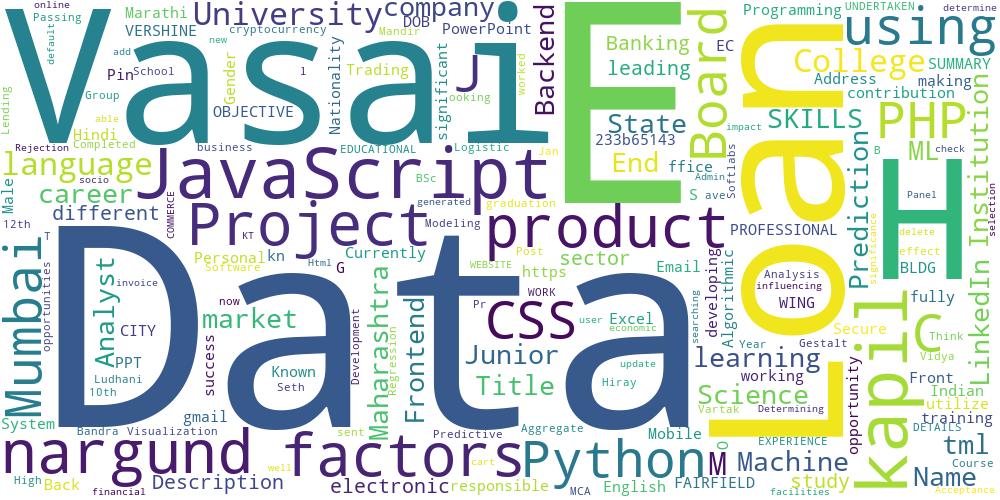 Vasai
E
Loan
Data
H
JavaScript
Project
product
Python
factors
nargund
kapil
Mumbai
using
University
company
Board
PHP
College
SKILLS
CSS
language
career
different
market
Analyst
Maharashtra
Frontend
Junior
Title
learning
Science
Machine
Name
tml
C
M
J
Backend
Banking
leading
State
233b65143
End
ffice
EC
S
ave
Admin
Programming
UNDERTAKEN
determine
SUMMARY
making
Address
contribution
ML
check
B
Prediction
LinkedIn
Institution
selection
Panel
delete
effect
BLDG
fully
significance
PROFESSIONAL
Analysis
influencing
WING
Softlabs
impact
developing
Algorithmic
searching
Email
sector
https
Post
graduation
Jan
Modeling
generated
BSc
Logistic
ooking
significant
worked
PowerPoint
DOB
Mandir
cryptocurrency
Trading
Nationality
new
1
Gender
OBJECTIVE
EDUCATIONAL
business
Marathi
VERSHINE
add
Pin
School
Group
able
Hindi
Completed
Rejection
socio
online
Passing
default
Lending
Male
12th
T
opportunities
COMMERCE
KT
Personal
Software
kn
Currently
Html
G
WEBSITE
WORK
Pr
Excel
user
economic
update
Hiray
invoice
CITY
PPT
Ludhani
10th
now
success
Known
Seth
Development
Regression
System
Bandra
Visualization
gmail
sent
Predictive
Aggregate
Mobile
O
English
FAIRFIELD
MCA
cart
well
electronic
responsible
Description
financial
High
Back
Year
Gestalt
Secure
working
Vartak
Determining
EXPERIENCE
study
facilities
opportunity
Front
Think
Vidya
Indian
utilize
training
DETAILS
Course
Acceptance